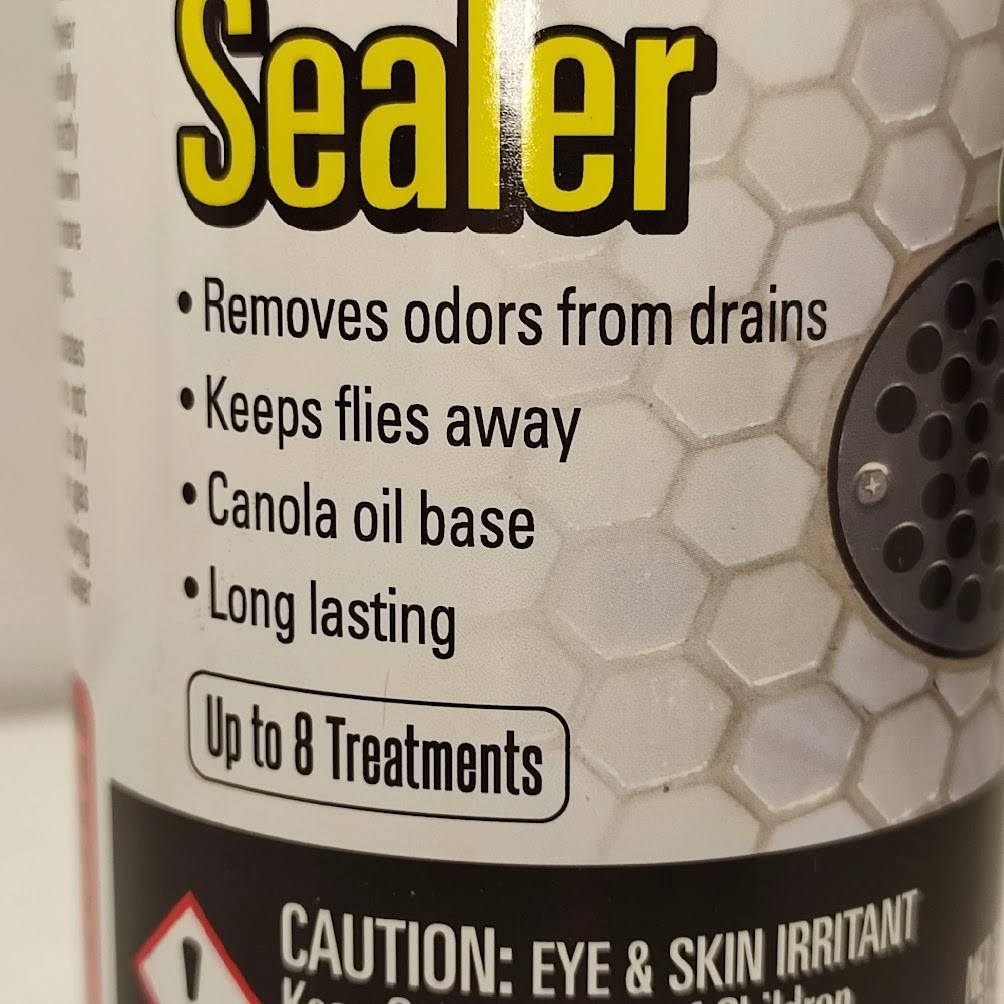 Sealer
• Removes odors from drains
• Keeps flies away
• Canola oil base
• Long lasting
Up to 8 Treatments
CAUTION: EYE & SKIN IRRITANT